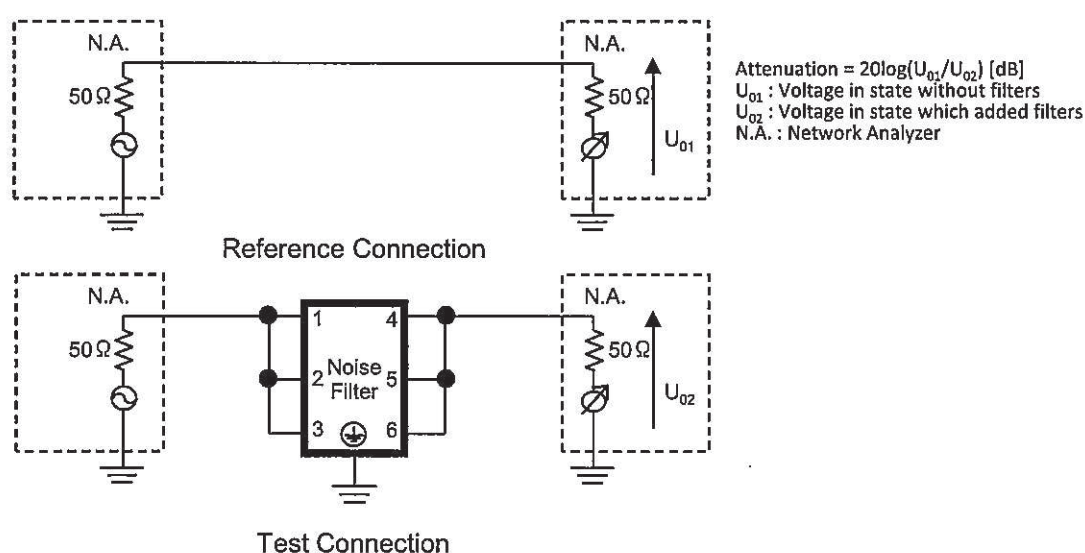 N.A.
N.A.
50Ω
50Ω
U01
Attenuation = 20log(U01/U02) [dB]
U01 : Voltage in state without filters
U02 : Voltage in state which added filters
N.A. : Network Analyzer
Reference Connection
N.A.
N.A.
50Ω
1
4
50Ω
2
Noise
Filter
5
U02
3
6
Test Connection